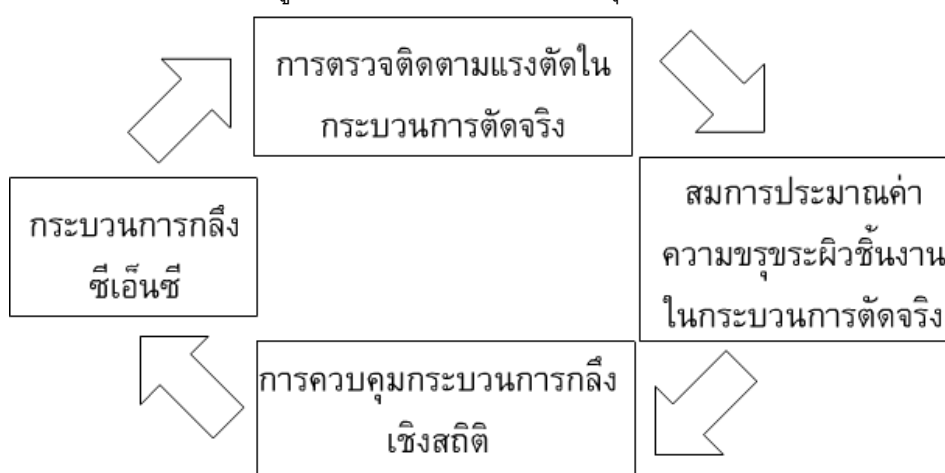 การตรวจติดตามแรงตัดใน
กระบวนการตัดจริง
สมการประมาณค่า
ความขรุขระผิวชิ้นงาน
ในกระบวนการตัดจริง
การควบคุมกระบวนการกลึง
เชิงสถิติ
กระบวนการกลึง
ซีเอ็นซี